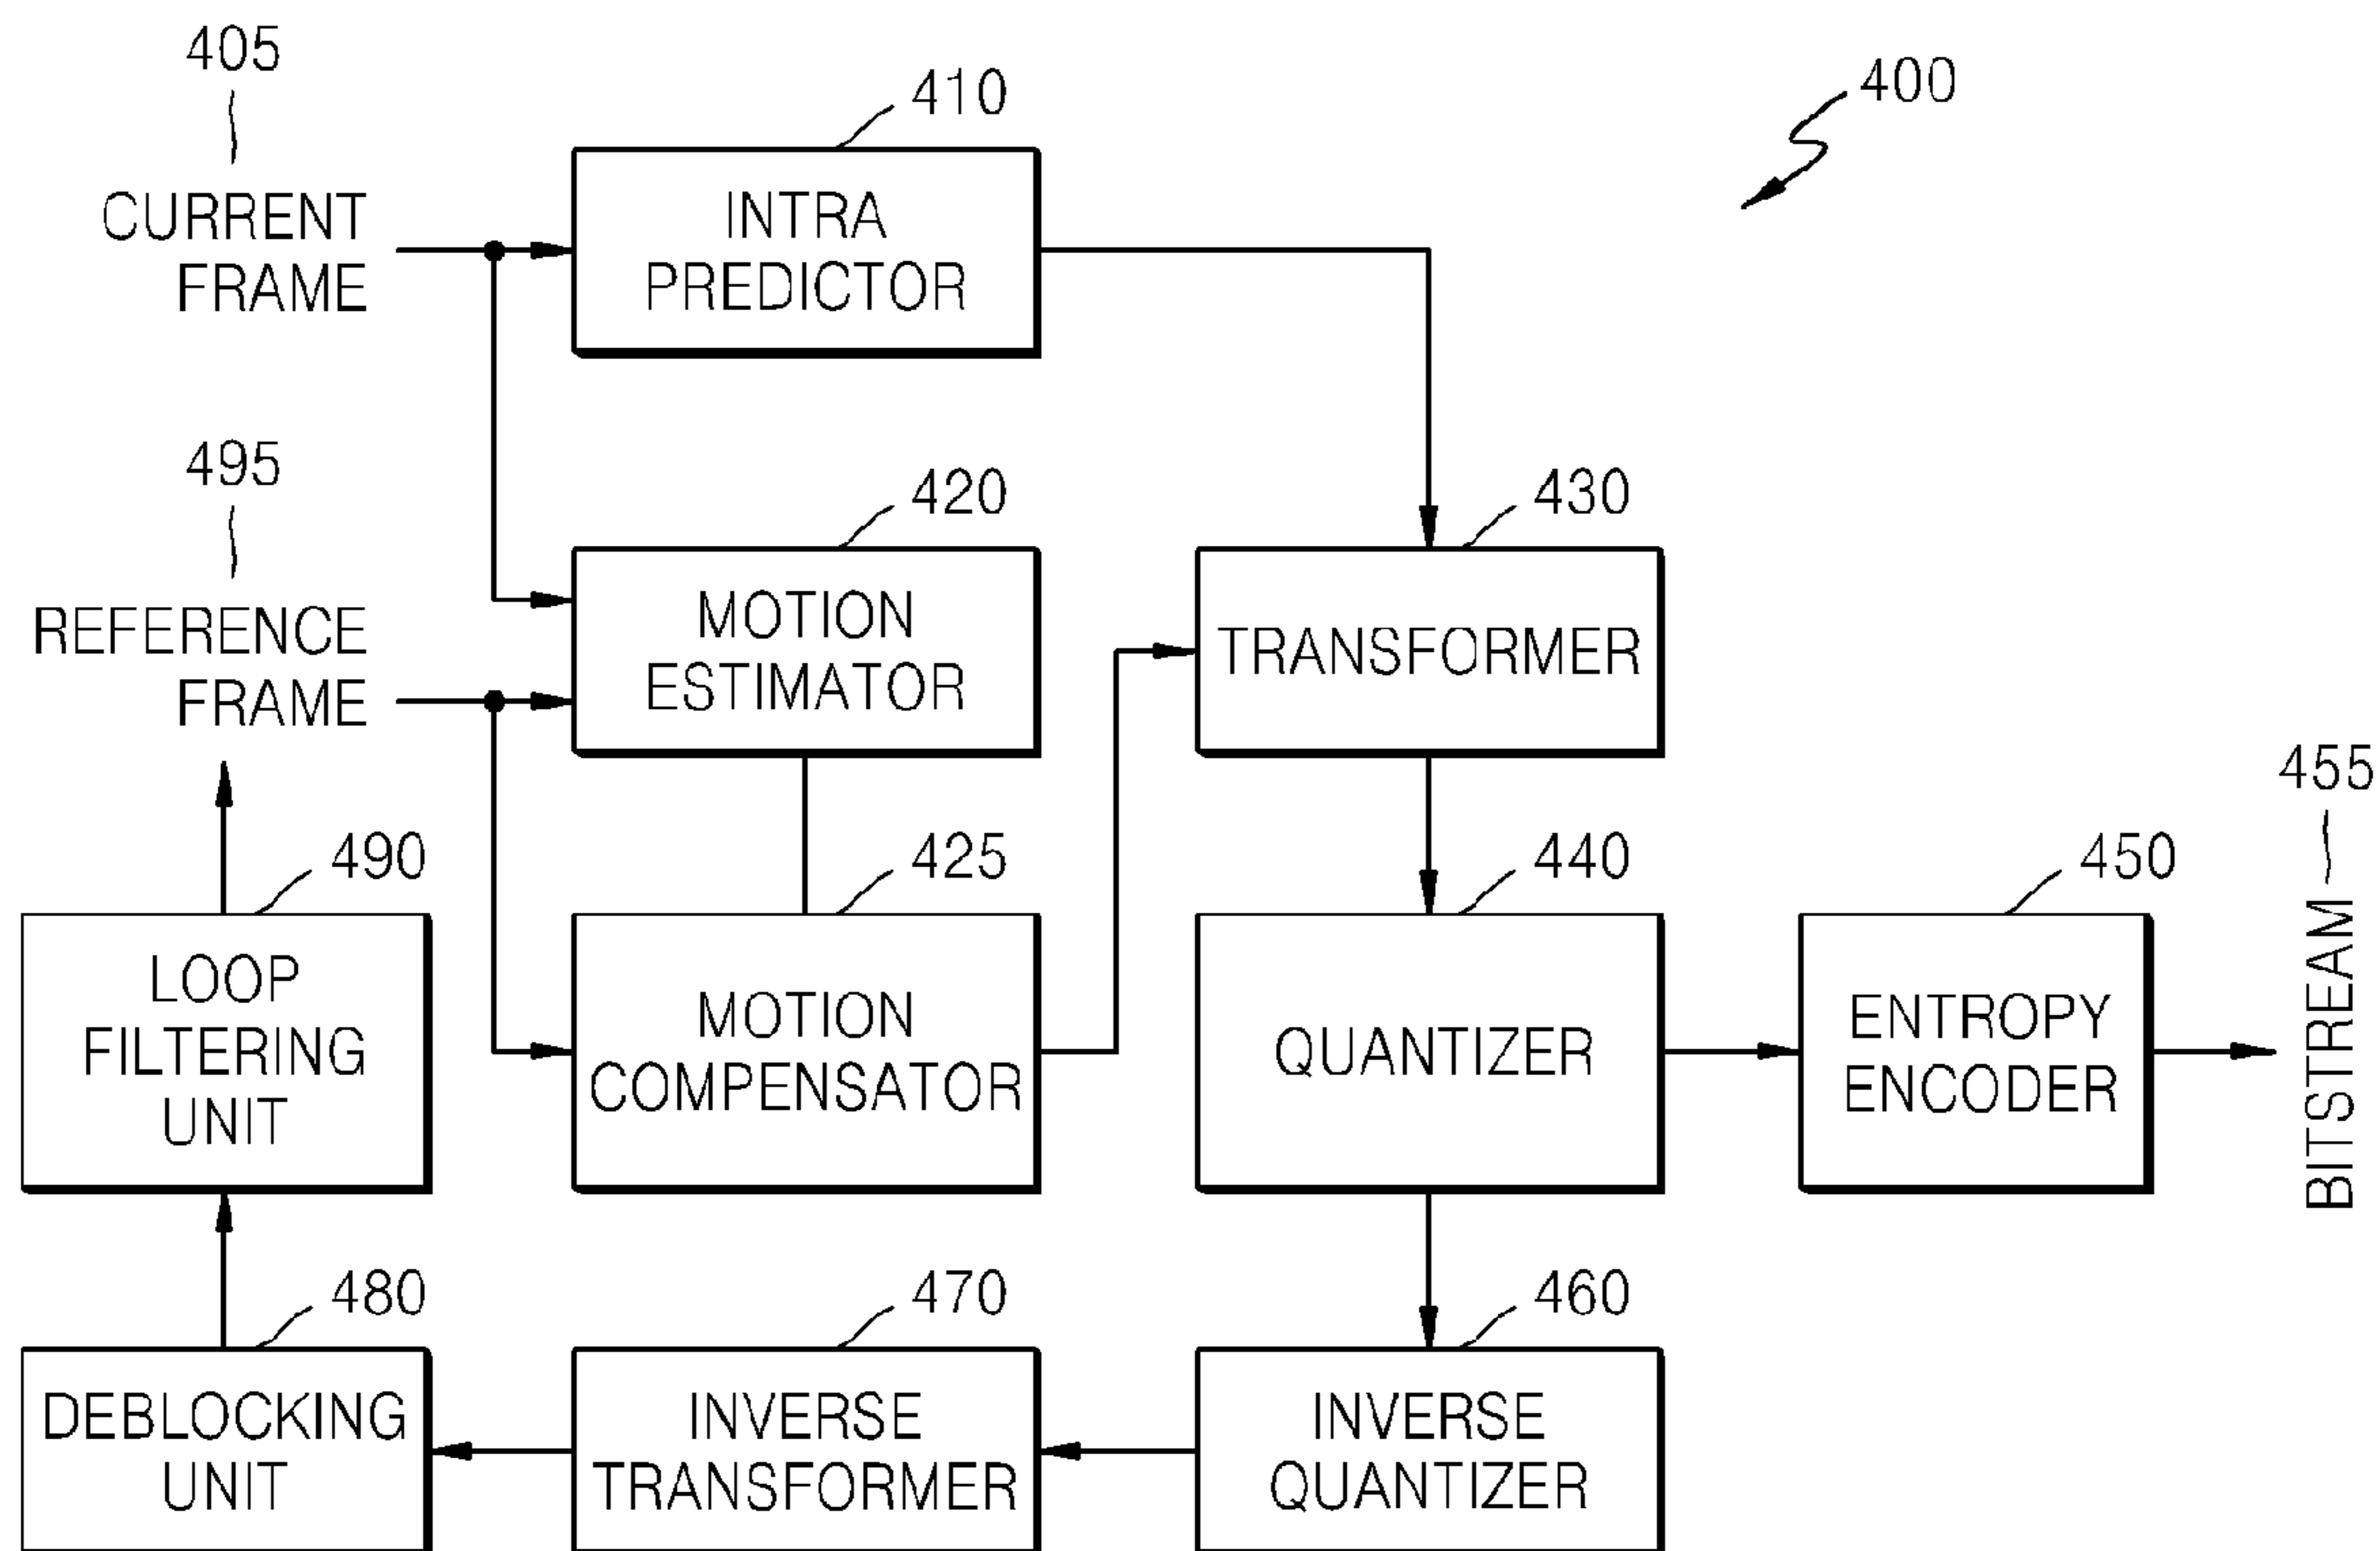 405
CURRENT
FRAME
410
INTRA
PREDICTOR
400
495
REFERENCE
FRAME
420
MOTION
ESTIMATOR
430
TRANSFORMER
490
LOOP
FILTERING
UNIT
425
MOTION
COMPENSATOR
440
QUANTIZER
450
ENTROPY
ENCODER
455
BITSTREAM
480
DEBLOCKING
UNIT
470
INVERSE
TRANSFORMER
460
INVERSE
QUANTIZER